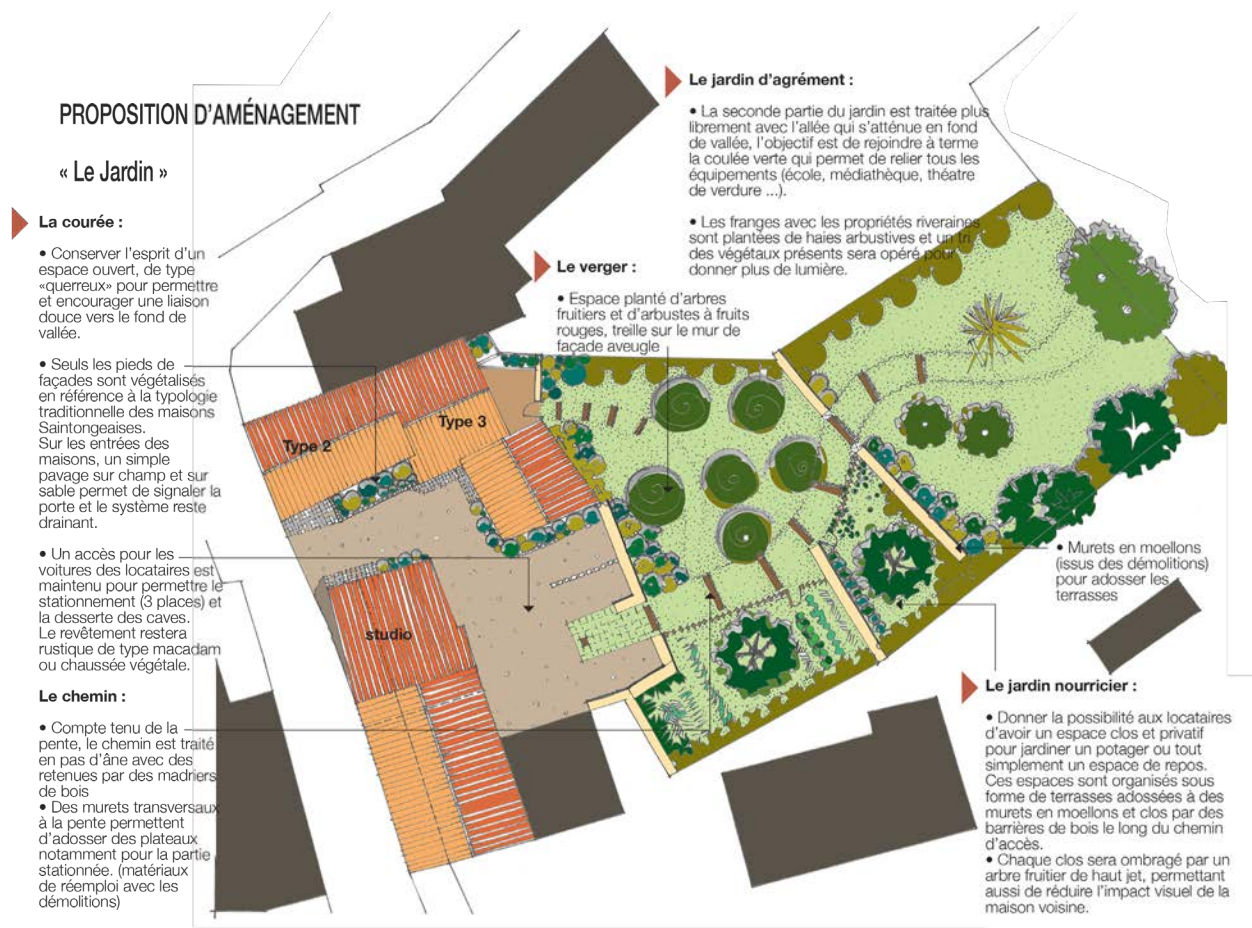 PROPOSITION D'AMÉNAGEMENT
« Le Jardin »
La courée :
• Conserver l'esprit d'un
espace ouvert, de type
«querreux» pour permettre
et encourager une liaison
douce vers le fond de
vallée.
• Seuls les pieds de
façades sont végétalisés
en référence à la typologie
traditionnelle des maisons
Saintongeaises.
Sur les entrées des
maisons, un simple
pavage sur champ et sur
sable permet de signaler la
porte et le système reste
drainant.
• Un accès pour les
voitures des locataires est
maintenu pour permettre le
stationnement (3 places) et
la desserte des caves.
Le revêtement restera
rustique de type macadam
ou chaussée végétale.
Le chemin :
• Compte tenu de la
pente, le chemin est traité
en pas d'âne avec des
retenues par des madriers
de bois
• Des murets transversaux
à la pente permettent
d'adosser des plateaux
notamment pour la partie
stationnée. (matériaux
de réemploi avec les
démolitions)
Le jardin d'agrément :
• La seconde partie du jardin est traitée plus
librement avec l'allée qui s'atténue en fond
de vallée, l'objectif est de rejoindre à terme
la coulée verte qui permet de relier tous les
équipements (école, médiathèque, théatre
de verdure ...).
• Les franges avec les propriétés riveraines
sont plantées de haies arbustives et un tri
des végétaux présents sera opéré pour
donner plus de lumière.
Le verger :
• Espace planté d'arbres
fruitiers et d'arbustes à fruits
rouges, treille sur le mur de
façade aveugle
Type 2
Type 3
studio
• Murets en moellons
(issus des démolitions)
pour adosser les
terrasses
Le jardin nourricier :
• Donner la possibilité aux locataires
d'avoir un espace clos et privatif
pour jardiner un potager ou tout
simplement un espace de repos.
Ces espaces sont organisés sous
forme de terrasses adossées à des
murets en moellons et clos par des
barrières de bois le long du chemin
d'accès.
• Chaque clos sera ombragé par un
arbre fruitier de haut jet, permettant
aussi de réduire l'impact visuel de la
maison voisine.